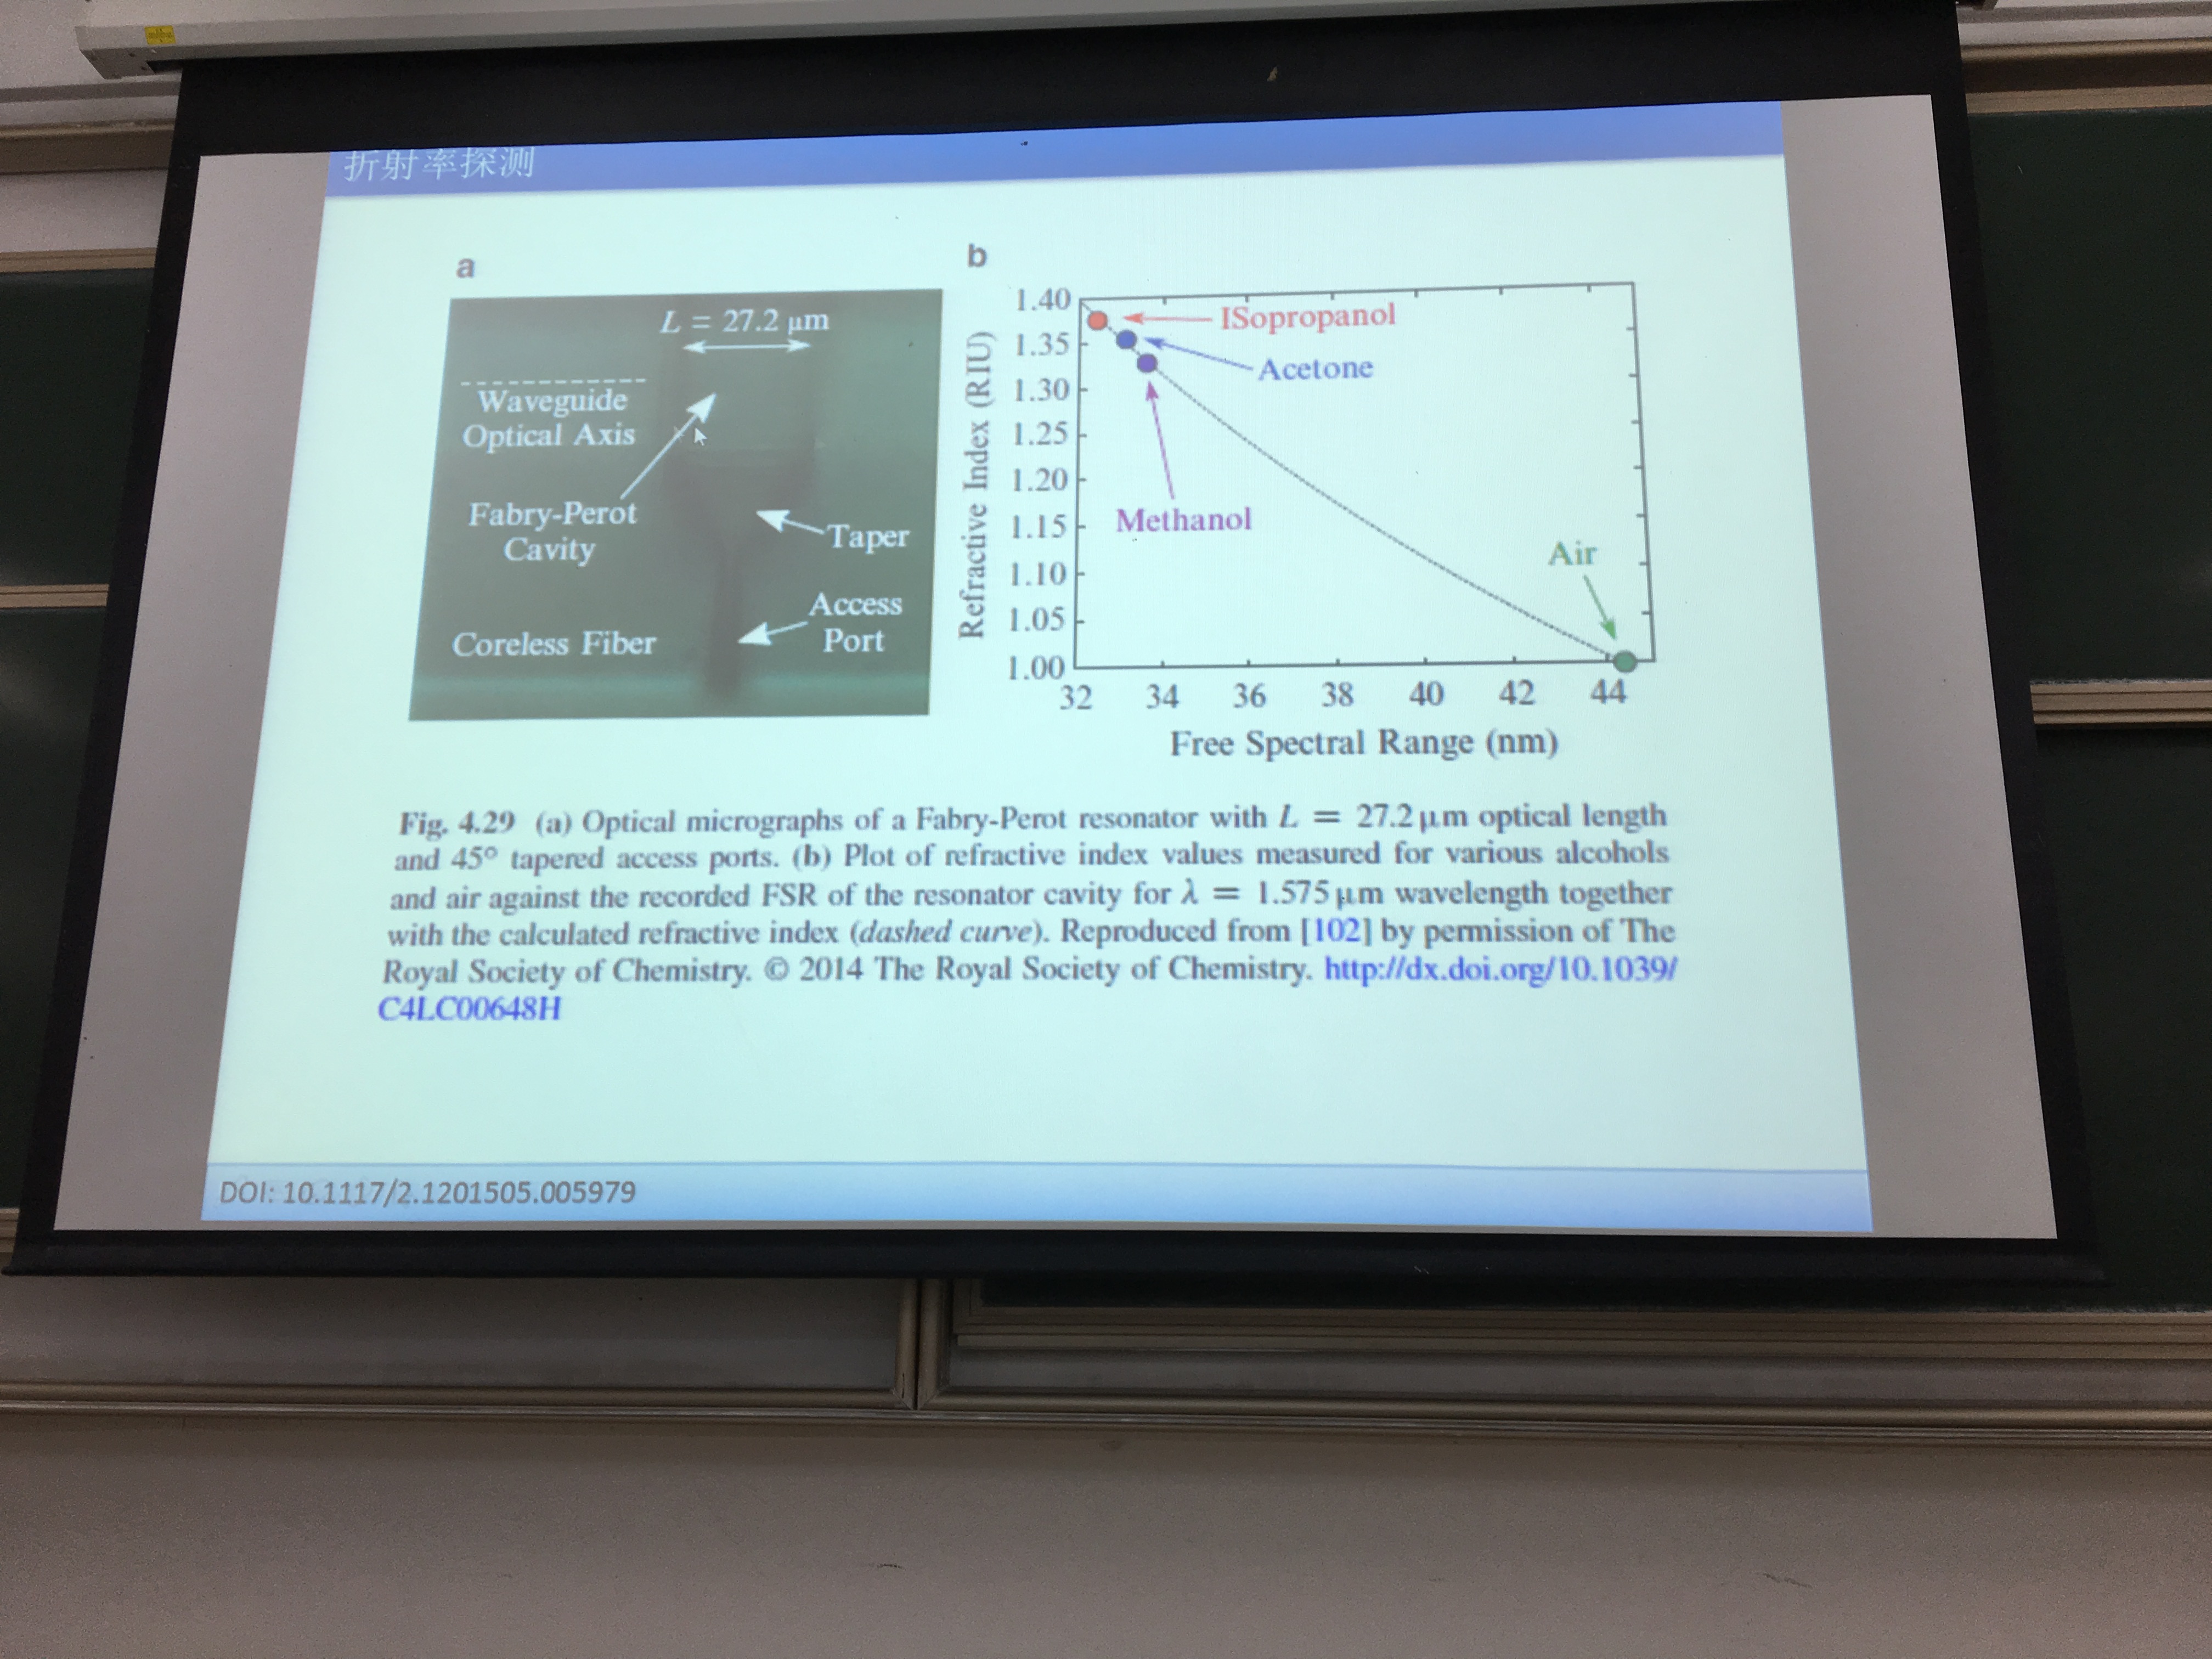 折射率探测
a
L = 27.2 μm
Waveguide
Optical Axis
Fabry-Perot
Cavity
Taper
Access
Port
Coreless Fiber
b
Refractive Index (RIU)
1.40
1.35
1.30
1.25
1.20
1.15
1.10
1.05
1.00
ISopropanol
Acetone
Methanol
Air
32 34 36 38 40 42 44
Free Spectral Range (nm)
Fig. 4.29 (a) Optical micrographs of a Fabry-Perot resonator with L = 27.2 μm optical length
and 45° tapered access ports. (b) Plot of refractive index values measured for various alcohols
and air against the recorded FSR of the resonator cavity for λ = 1.575 μm wavelength together
with the calculated refractive index (dashed curve). Reproduced from [102] by permission of The
Royal Society of Chemistry. © 2014 The Royal Society of Chemistry. http://dx.doi.org/10.1039/
C4LC00648H
DOI: 10.1117/2.1201505.005979